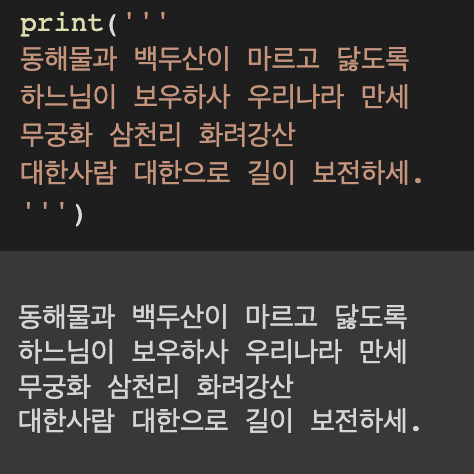 print('''
동해물과 백두산이 마르고 닳도록
하느님이 보우하사 우리나라 만세
무궁화 삼천리 화려강산
대한사람 대한으로 길이 보전하세.
''')
동해물과 백두산이 마르고 닳도록
하느님이 보우하사 우리나라 만세
무궁화 삼천리 화려강산
대한사람 대한으로 길이 보전하세.